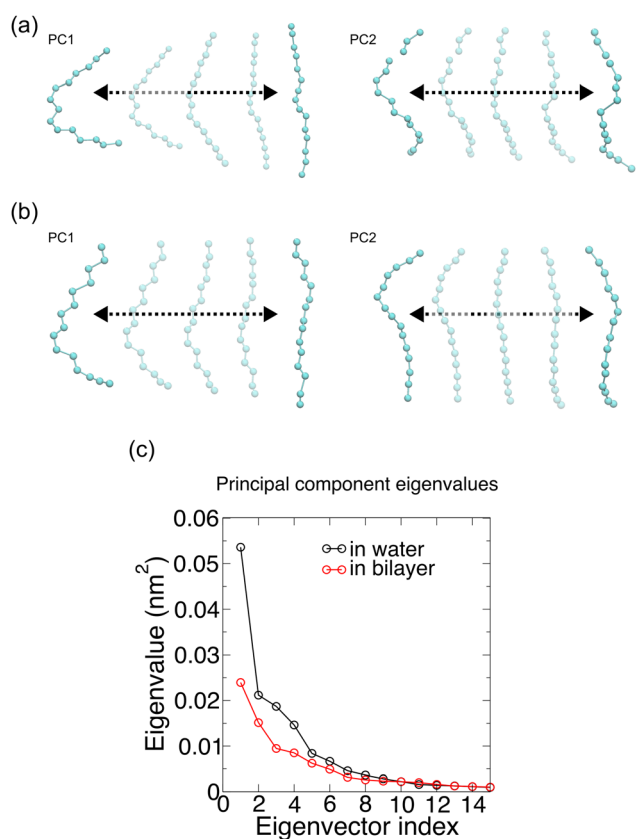 (a)
PC1
PC2
(b)
PC1
PC2
(c)
Principal component eigenvalues
0.06
0.05
0.04
0.03
0.02
0.01
0
Eigenvalue (nm²)
in water
in bilayer
0 2 4 6 8 10 12 14
Eigenvector index